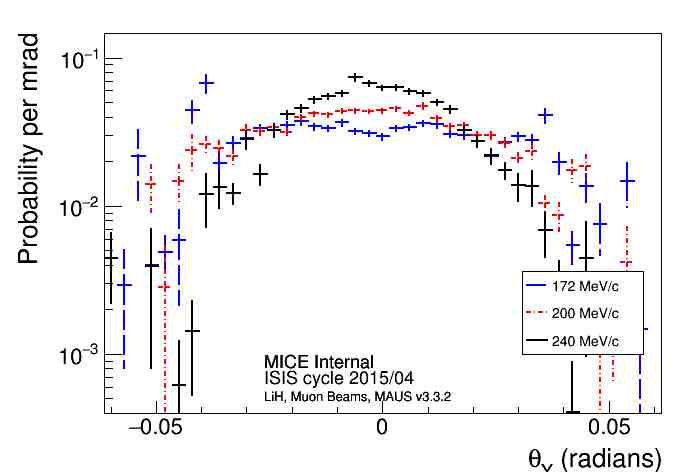 Probability per mrad
10⁻¹
10⁻²
10⁻³
172 MeV/c
200 MeV/c
240 MeV/c
MICE Internal
ISIS cycle 2015/04
LiH, Muon Beams, MAUS v3.3.2
−0.05 0 0.05
θ (radians)